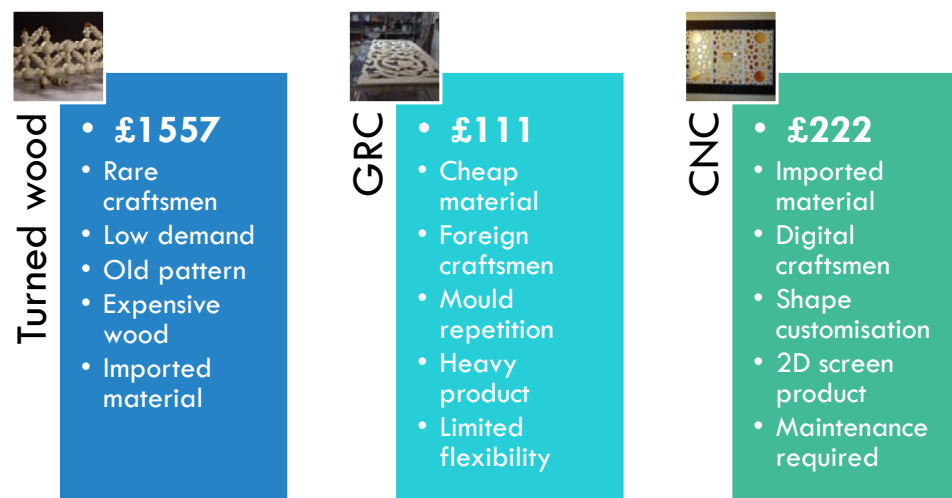 Turned wood
• £1557
• Rare
craftsmen
• Low demand
• Old pattern
• Expensive
wood
• Imported
material
GRC
• £111
• Cheap
material
• Foreign
craftsmen
• Mould
repetition
• Heavy
product
• Limited
flexibility
CNC
• £222
• Imported
material
• Digital
craftsmen
• Shape
customisation
• 2D screen
product
• Maintenance
required